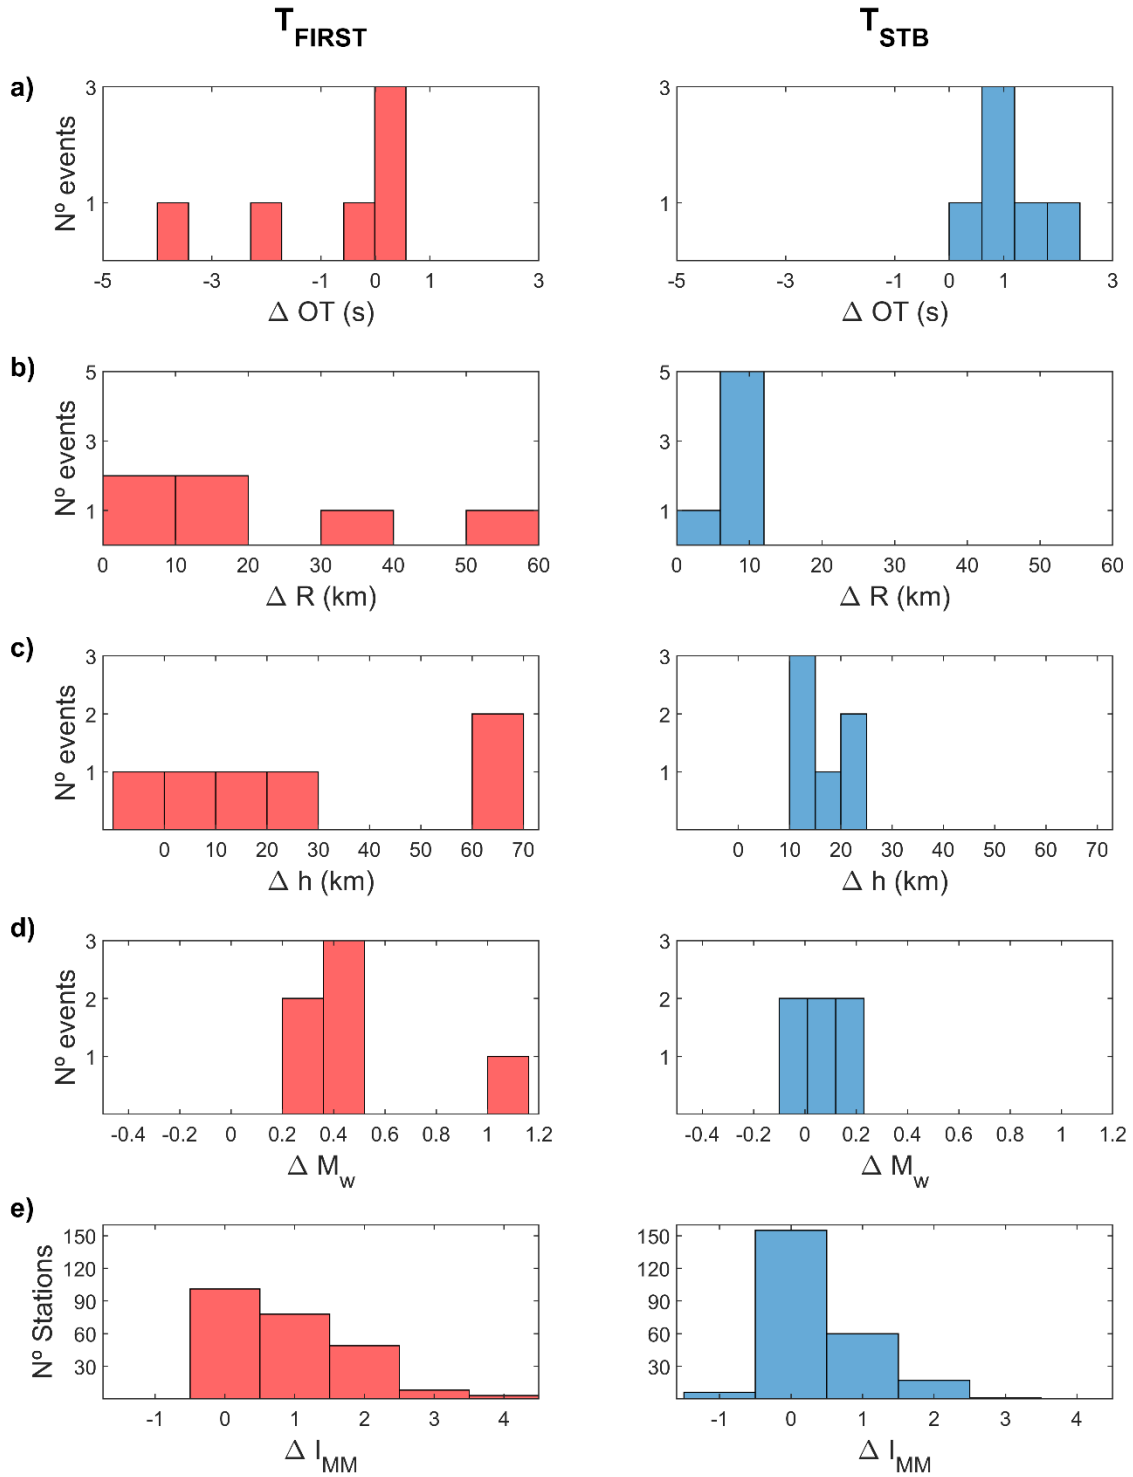 T_FIRST T_STB
a)
3 3
Nº events
1 1
-5 -3 -1 0 1 3 -5 -3 -1 0 1 3
Δ OT (s) Δ OT (s)
b)
5 5
Nº events
3 3
1 1
0 10 20 30 40 50 60 0 10 20 30 40 50 60
Δ R (km) Δ R (km)
c)
3 3
Nº events
2 2
1 1
0 10 20 30 40 50 60 70 0 10 20 30 40 50 60 70
Δ h (km) Δ h (km)
d)
3 3
Nº events
2 2
1 1
-0.4 -0.2 0 0.2 0.4 0.6 0.8 1 1.2 -0.4 -0.2 0 0.2 0.4 0.6 0.8 1 1.2
Δ M_w Δ M_w
e)
150 150
Nº Stations
120 120
90 90
60 60
30 30
-1 0 1 2 3 4 -1 0 1 2 3 4
Δ I_MM Δ I_MM